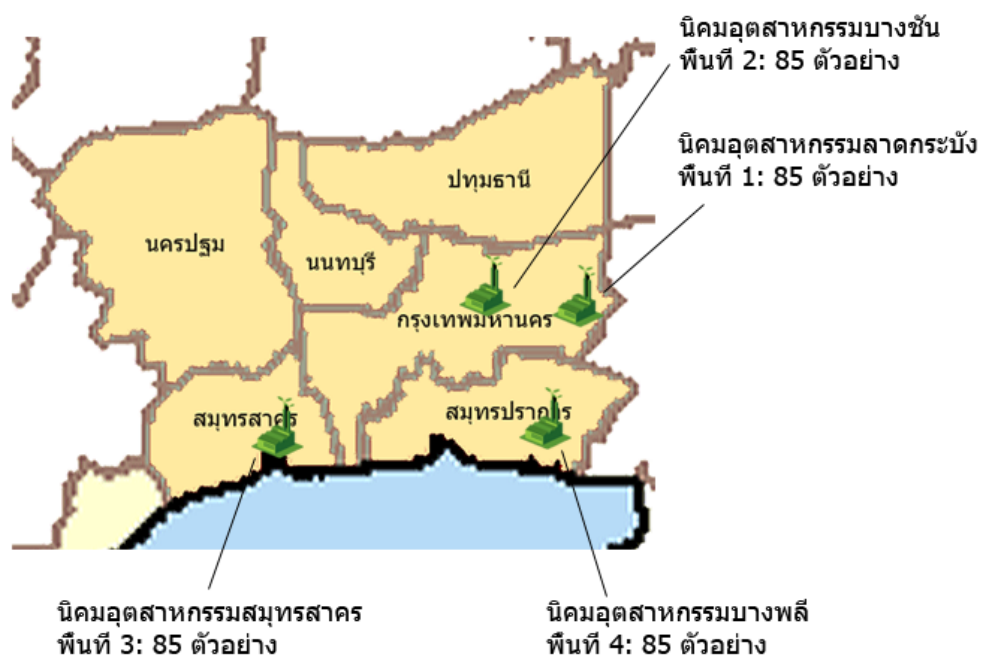 นิคมอุตสาหกรรมบางชัน
พื้นที่ 2: 85 ตัวอย่าง
นิคมอุตสาหกรรมลาดกระบัง
พื้นที่ 1: 85 ตัวอย่าง
ปทุมธานี
นครปฐม
นนทบุรี
กรุงเทพมหานคร
สมุทรสาคร
สมุทรปราการ
นิคมอุตสาหกรรมสมุทรสาคร
พื้นที่ 3: 85 ตัวอย่าง
นิคมอุตสาหกรรมบางพลี
พื้นที่ 4: 85 ตัวอย่าง